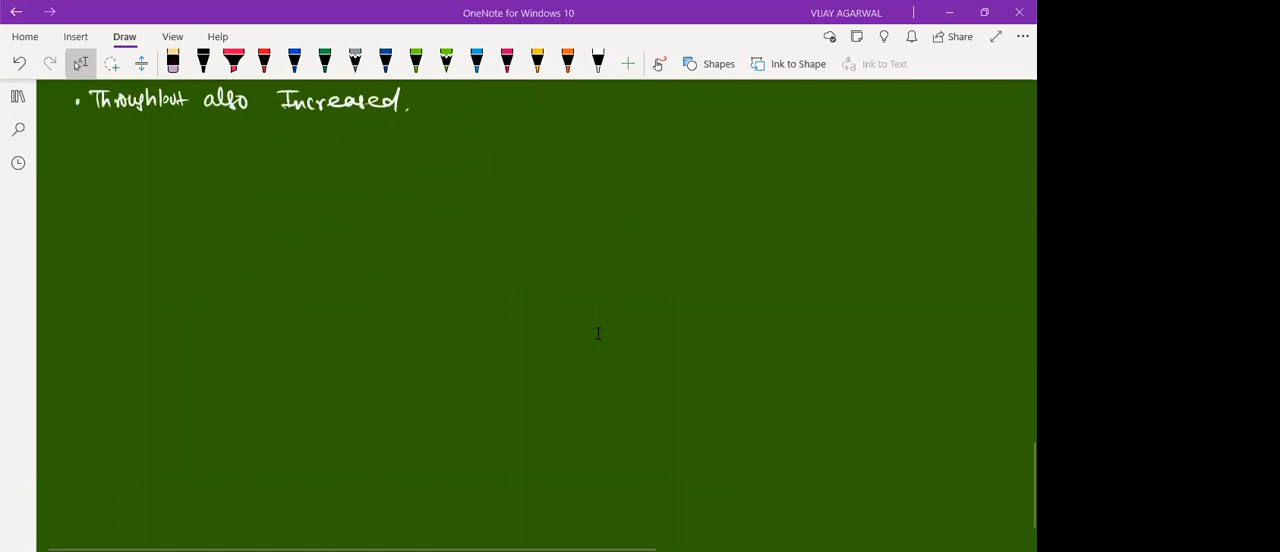 OneNote for Windows 10
VIJAY AGARWAL
Home Insert Draw View Help
Share
Shapes
Ink to Shape
Ink to Text
• Throughput also Increased.